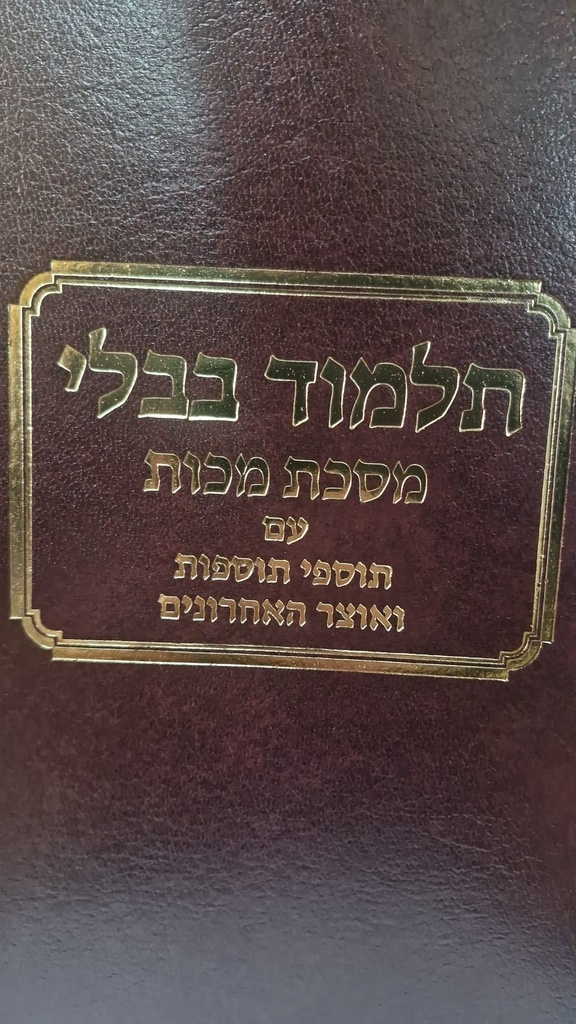 תלמוד בבלי
מסכת מכות
עם
תוספי תוספות
ואוצר האחרונים